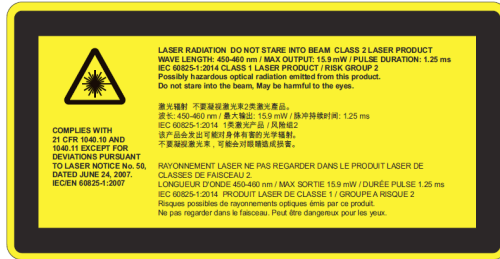 LASER RADIATION DO NOT STARE INTO BEAM CLASS 2 LASER PRODUCT
WAVE LENGTH: 450-460 nm / MAX OUTPUT: 15.9 mW / PULSE DURATION: 1.25 ms
IEC 60825-1:2014 CLASS 1 LASER PRODUCT / RISK GROUP 2
Possibly hazardous optical radiation emitted from this product.
Do not stare into the beam, May be harmful to the eyes.
激光辐射 不要凝视激光束2类激光產品。
波长: 450-460 nm / 最大输出: 15.9 mW / 脉冲持续时间: 1.25 ms
IEC 60825-1:2014 1类激光产品 / 风险组2
该产品会发出可能对身体有害的光学辐射。
不要凝视激光束, 可能会对眼睛造成损害。
COMPLIES WITH
21 CFR 1040.10 AND
1040.11 EXCEPT FOR
DEVIATIONS PURSUANT
TO LASER NOTICE No. 50,
DATED JUNE 24, 2007.
IEC/EN 60825-1:2007
RAYONNEMENT LASER NE PAS REGARDER DANS LE PRODUIT LASER DE
CLASSES DE FAISCEAU 2.
LONGUEUR D'ONDE 450-460 nm / MAX SORTIE 15.9 mW / DURÉE PULSE 1.25 ms
IEC 60825-1:2014 PRODUIT LASER DE CLASSE 1 / GROUPE A RISQUE 2
Risques possibles de rayonnements optiques émis par ce produit.
Ne pas regarder dans le faisceau. Peut être dangereux pour les yeux.